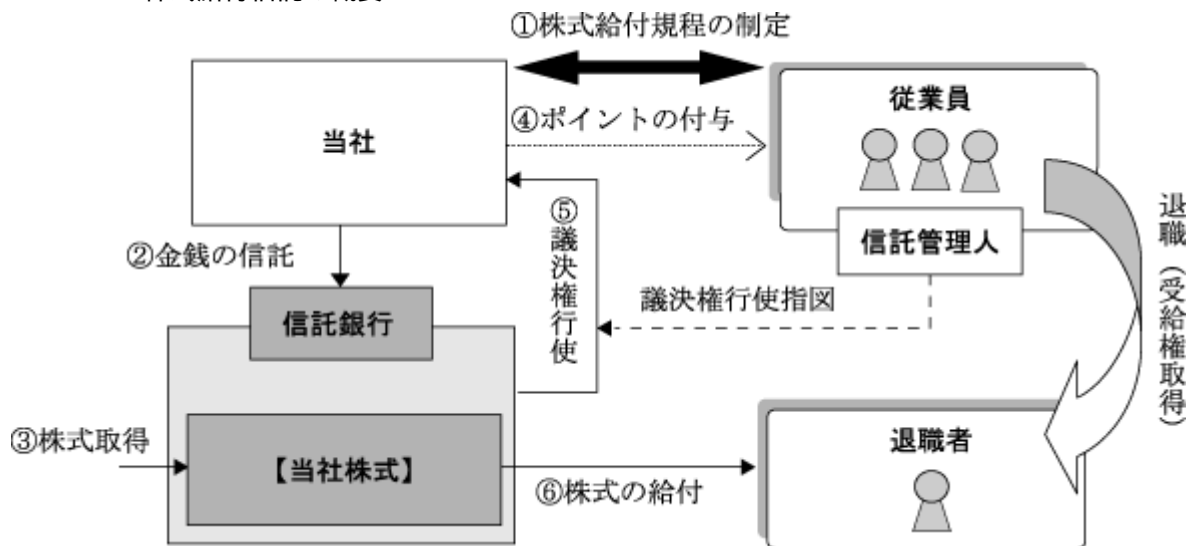 ①株式給付規程の制定
当社
④ポイントの付与
従業員
信託管理人
②金銭の信託
信託銀行
⑤議決権行使
議決権行使指図
退職（受給権取得）
③株式取得
【当社株式】
⑥株式の給付
退職者